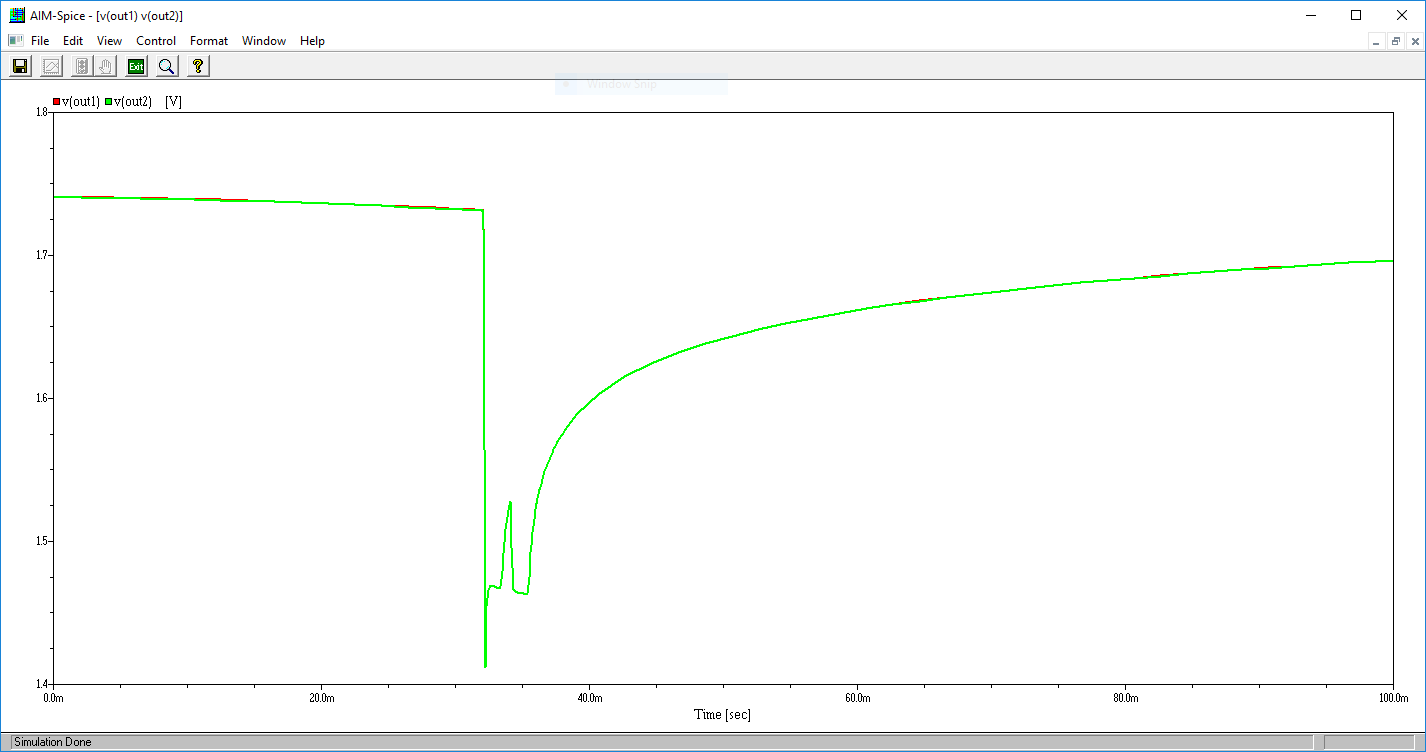 AIM-Spice - [v(out1) v(out2)]
File Edit View Control Format Window Help
Exit ?
Window Snip
v(out1) v(out2) [V]
1.8
1.7
1.6
1.5
1.4
0.0m 20.0m 40.0m 60.0m 80.0m 100.0m
Time [sec]
Simulation Done